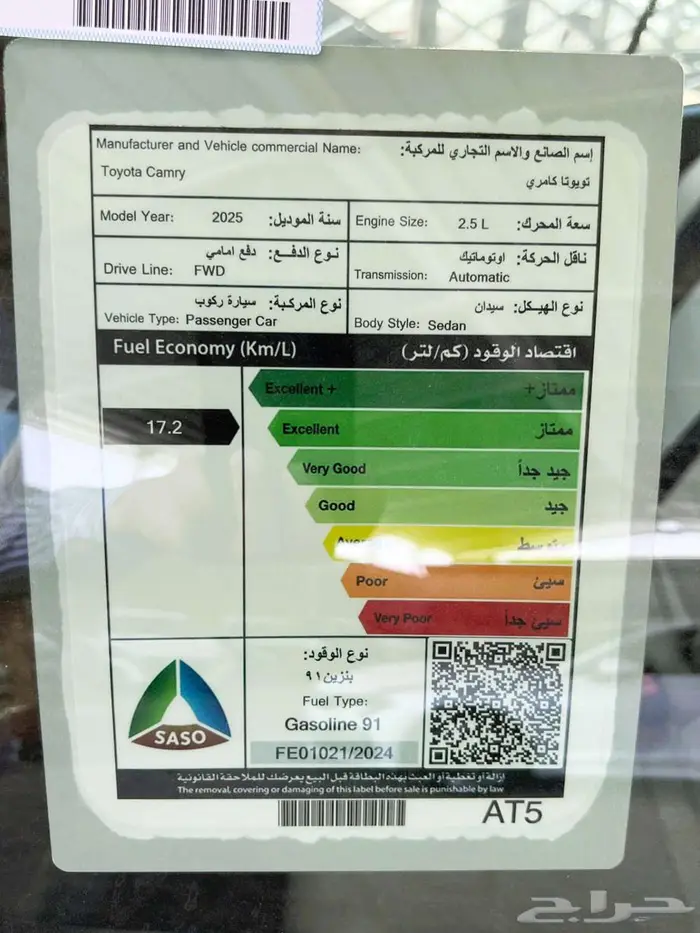 Manufacturer and Vehicle commercial Name: إسم الصانع والاسم التجاري للمركبة:
Toyota Camry تويوتا كامري
Model Year: 2025 سنة الموديل:
Engine Size: 2.5 L سعة المحرك:
نوع الدفـع: دفع امامي
Drive Line: FWD
ناقل الحركة: اوتوماتيك
Transmission: Automatic
نوع المركبة: سيارة ركوب
Vehicle Type: Passenger Car
نوع الهيكل: سيدان
Body Style: Sedan
Fuel Economy (Km/L) اقتصاد الوقود (كم/لتر)
17.2
Excellent + ممتاز+
Excellent ممتاز
Very Good جيد جداً
Good جيد
Poor سيئ
Very Poor سيئ جداً
SASO
نوع الوقود:
بنزين ٩١
Fuel Type:
Gasoline 91
FE01021/2024
إزالة أو تغطية أو العبث بهذه البطاقة قبل البيع يعرضك للملاحقة القانونية
The removal, covering or damaging of this label before sale is punishable by law
AT5
حراج